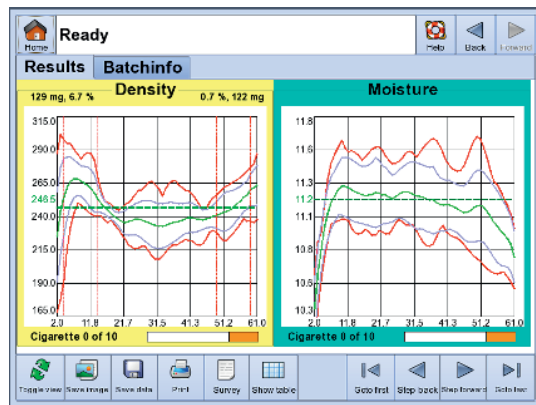 Home
Ready
Help
Back
Forward
Results
Batchinfo
129 mg, 6.7 %
Density
0.7 %, 122 mg
315.0
290.0
265.0
246.5
240.0
215.0
190.0
165.0
2.0 11.8 21.7 31.5 41.3 51.2 61.0
Cigarette 0 of 10
Moisture
11.8
11.6
11.3
11.2
11.1
10.8
10.6
10.3
2.0 11.8 21.7 31.5 41.3 51.2 61.0
Cigarette 0 of 10
Toggle view
Save image
Save data
Print
Survey
Show table
Goto first
Step back
Step forward
Goto last